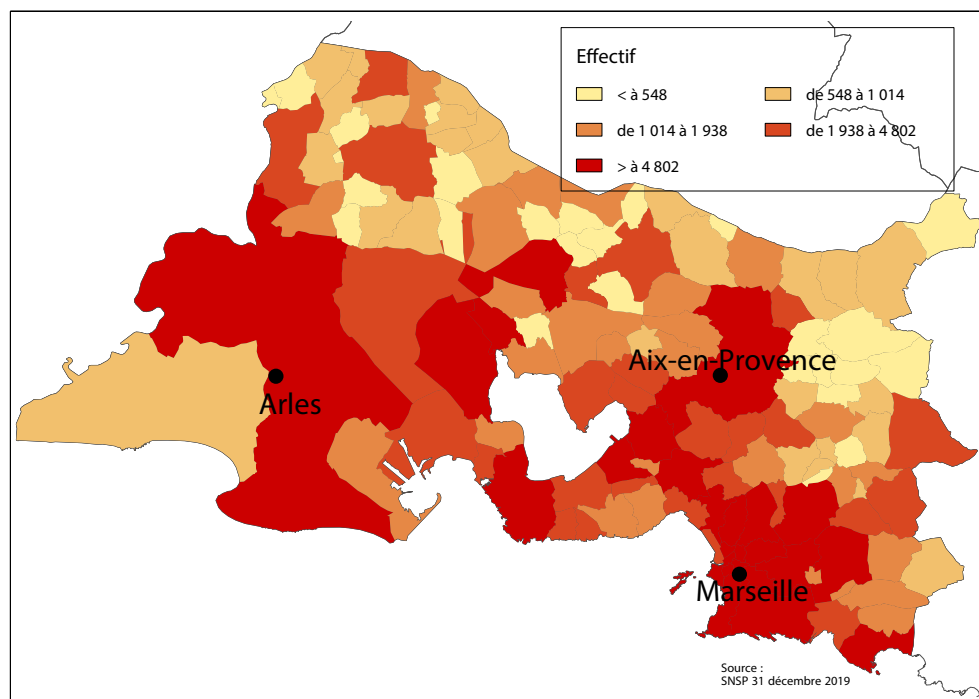 Effectif
< à 548
de 548 à 1 014
de 1 014 à 1 938
de 1 938 à 4 802
> à 4 802
Aix-en-Provence
Arles
Marseille
Source :
SNSP 31 décembre 2019